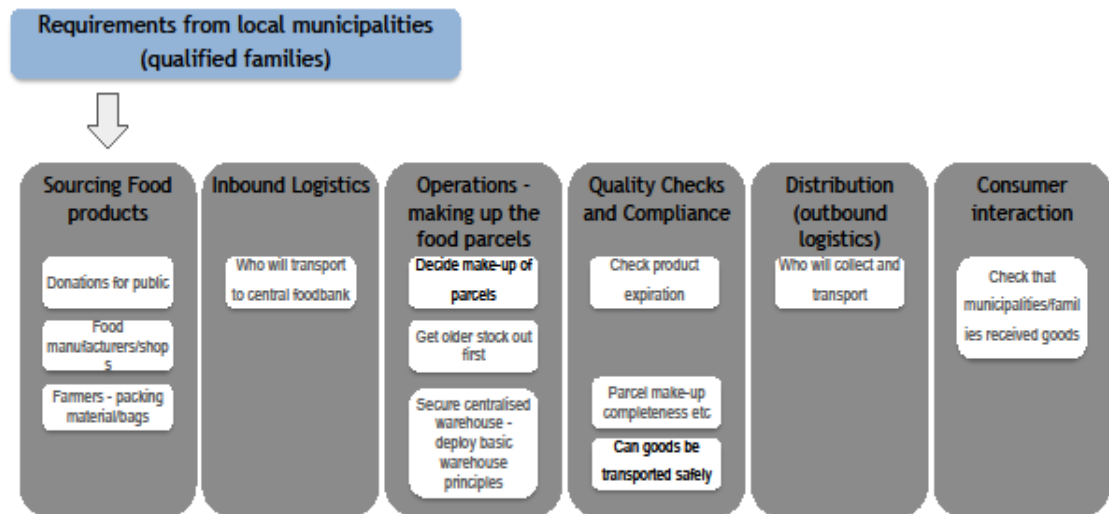 Requirements from local municipalities
(qualified families)
Sourcing Food
products
Donations for public
Food
manufacturers/shop
s
Farmers - packing
material/bags
Inbound Logistics
Who will transport
to central foodbank
Operations -
making up the
food parcels
Decide make-up of
parcels
Get older stock out
first
Secure centralised
warehouse -
deploy basic
warehouse
principles
Quality Checks
and Compliance
Check product
expiration
Parcel make-up
completeness etc
Can goods be
transported safely
Distribution
(outbound
logistics)
Who will collect and
transport
Consumer
interaction
Check that
municipalities/famil
ies received goods